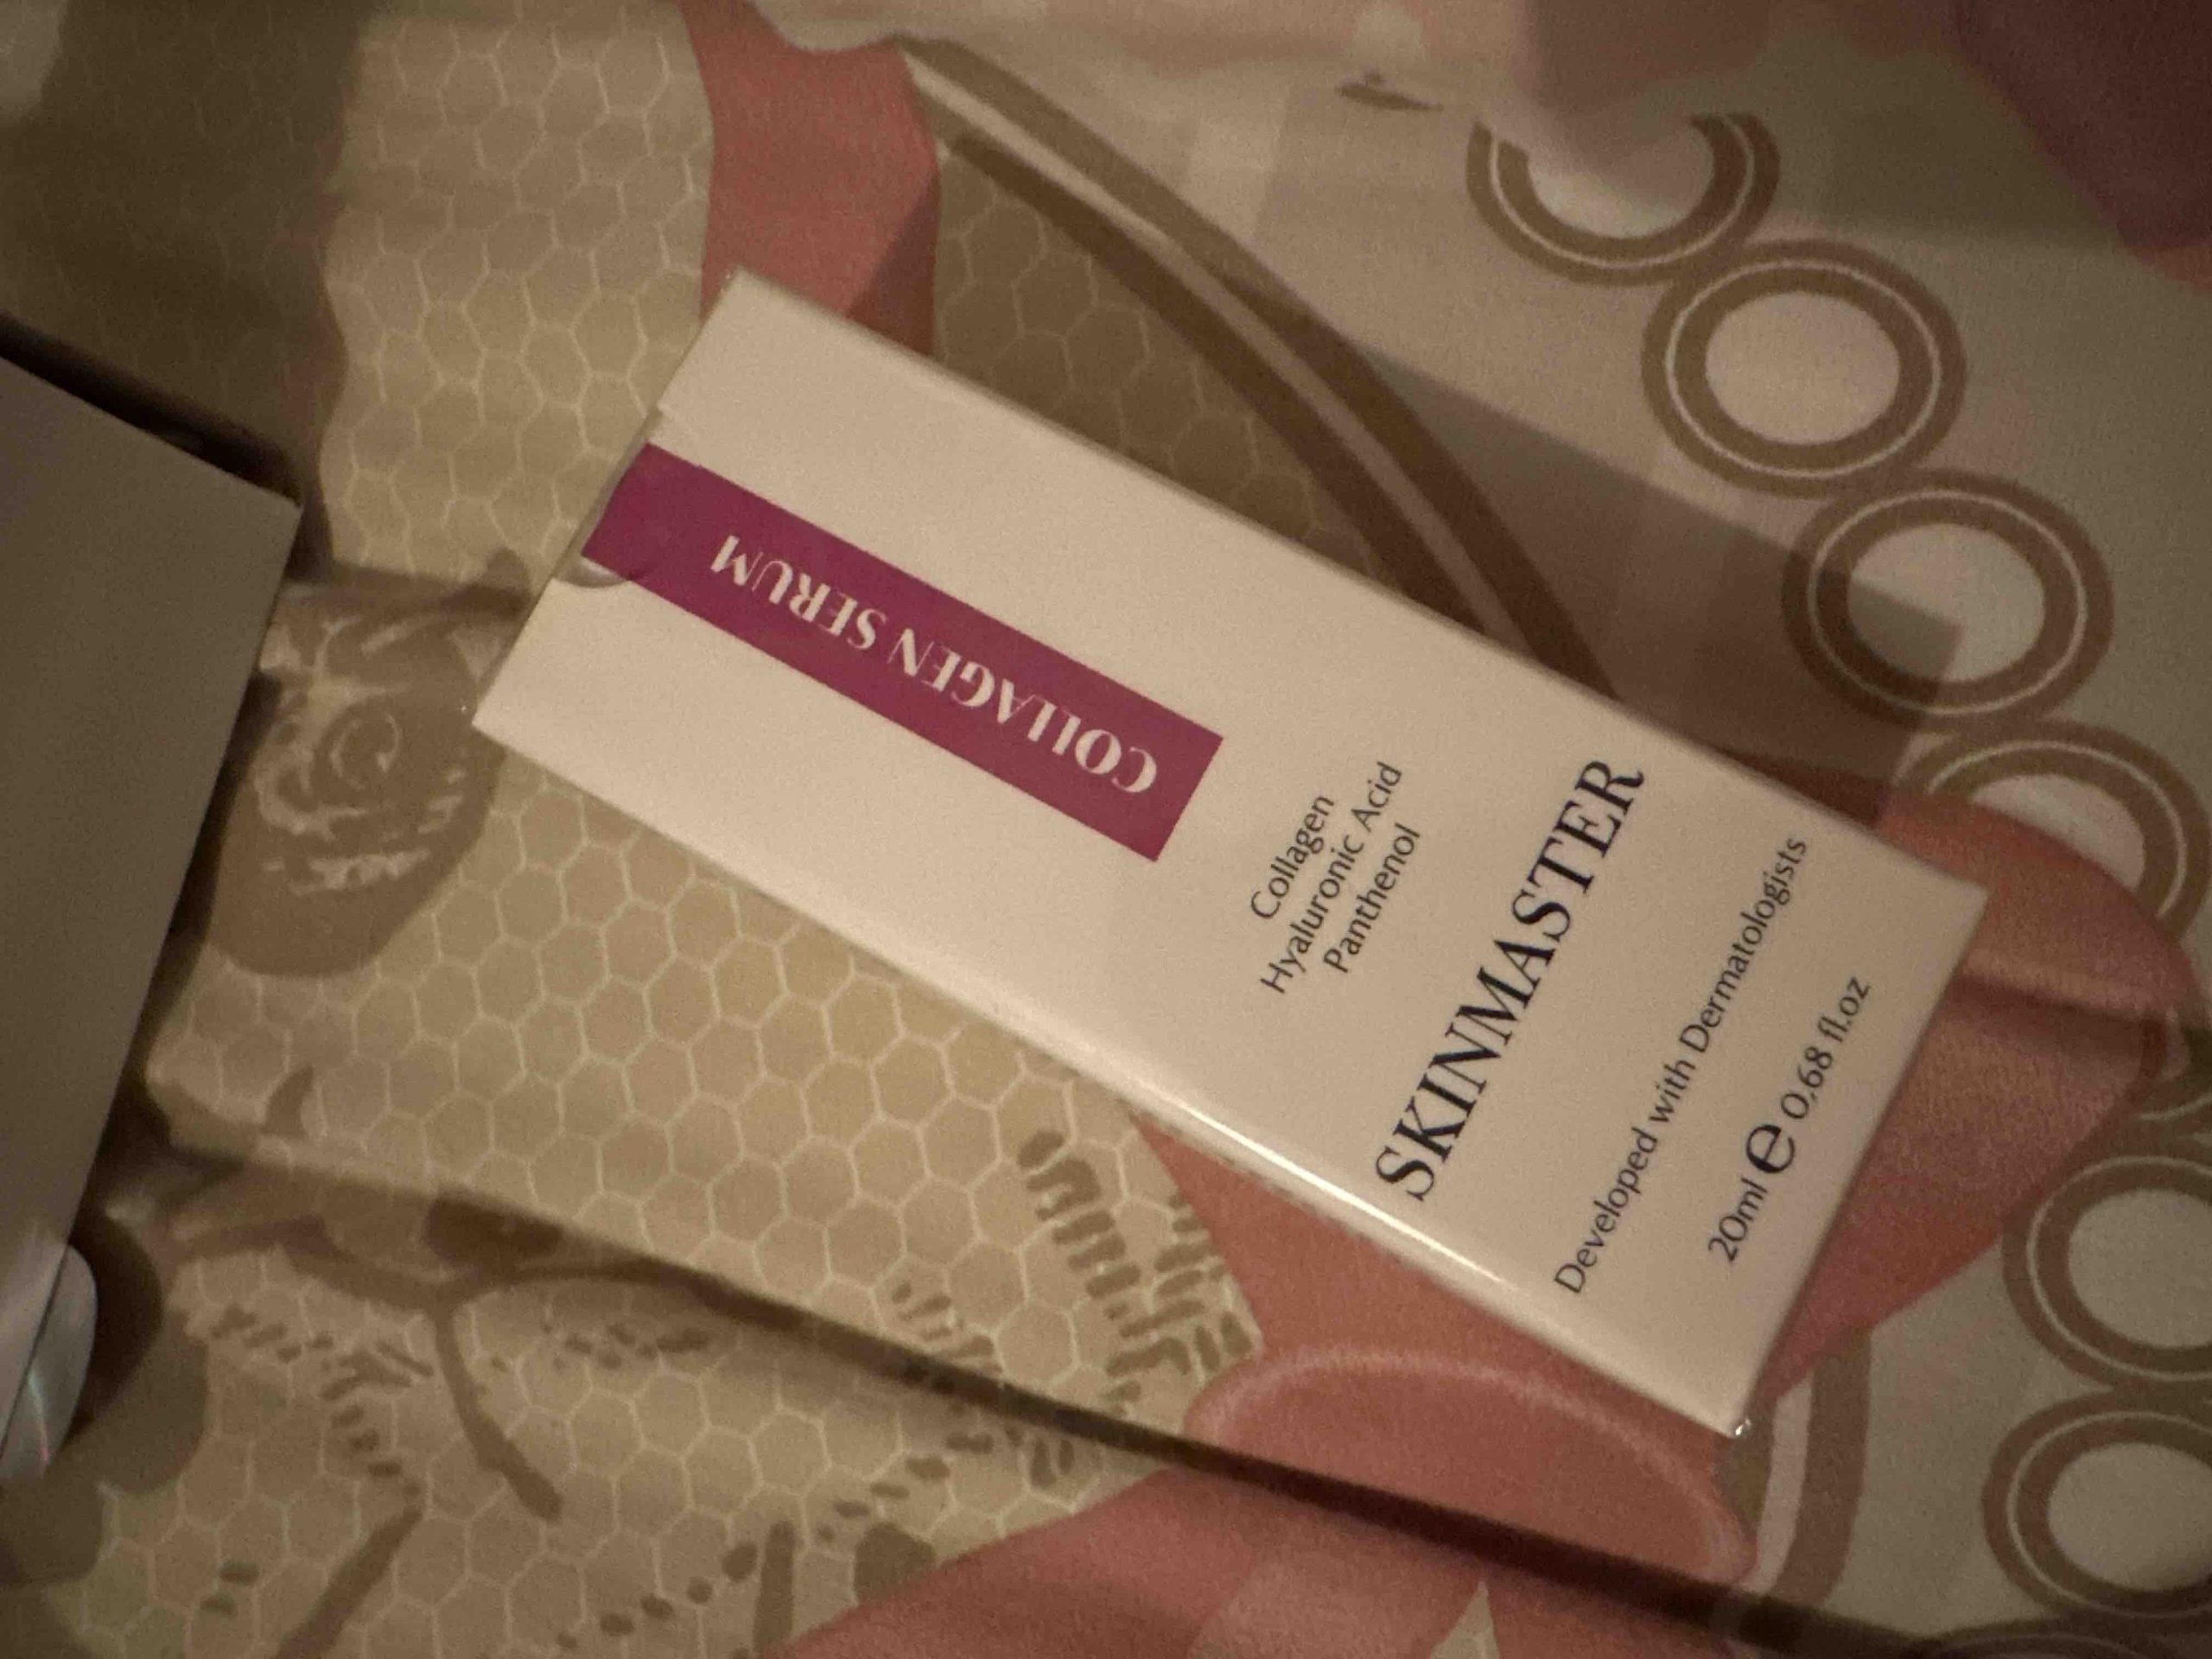 COLLAGEN SERUM
Collagen
Hyaluronic Acid
Panthenol
SKINMASTER
Developed with Dermatologists
20ml e 0,68 fl.oz